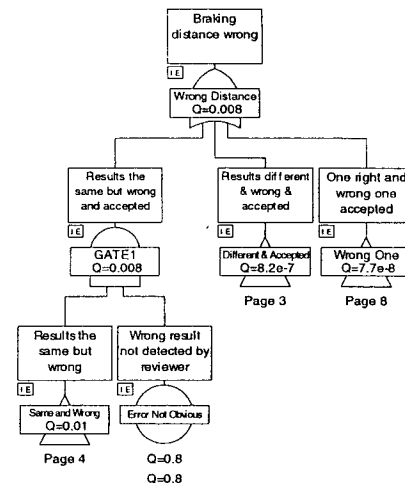 Braking
distance wrong
IE
Wrong Distance
Q=0.008
Results the
same but wrong
and accepted
IE
GATE1
Q=0.008
Results different
& wrong &
accepted
IE
Different & Accepted
Q=8.2e-7
Page 3
One right and
wrong one
accepted
IE
Wrong One
Q=7.7e-8
Page 8
Results the
same but
wrong
IE
Same and Wrong
Q=0.01
Page 4
Wrong result
not detected by
reviewer
IE
Error Not Obvious
Q=0.8
Q=0.8